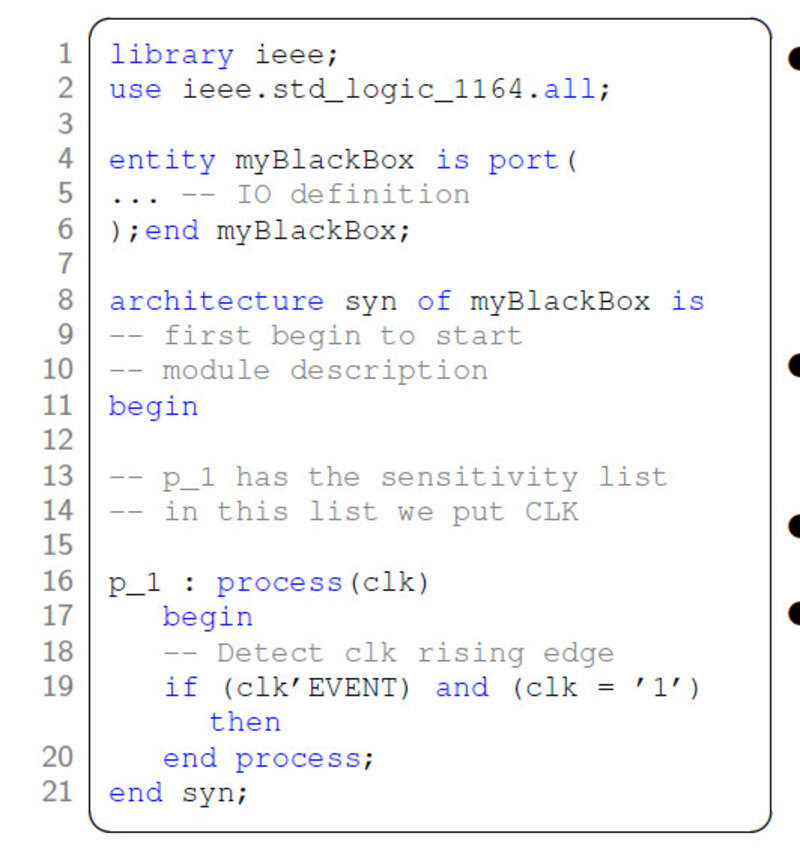 1 library ieee;
2 use ieee.std_logic_1164.all;
3
4 entity myBlackBox is port(
5 ... -- IO definition
6 );end myBlackBox;
7
8 architecture syn of myBlackBox is
9 -- first begin to start
10 -- module description
11 begin
12
13 -- p_1 has the sensitivity list
14 -- in this list we put CLK
15
16 p_1 : process(clk)
17 begin
18 -- Detect clk rising edge
19 if (clk'EVENT) and (clk = '1')
then
20 end process;
21 end syn;